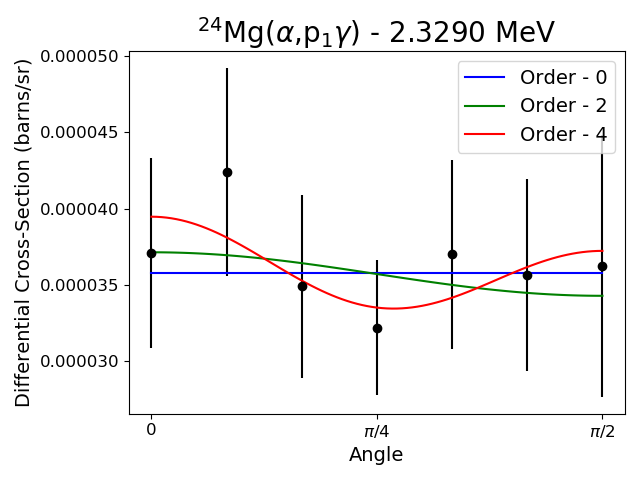 ²⁴Mg(α,p₁γ) - 2.3290 MeV
Differential Cross-Section (barns/sr)
0.000050
0.000045
0.000040
0.000035
0.000030
Order - 0
Order - 2
Order - 4
0
π/4
π/2
Angle